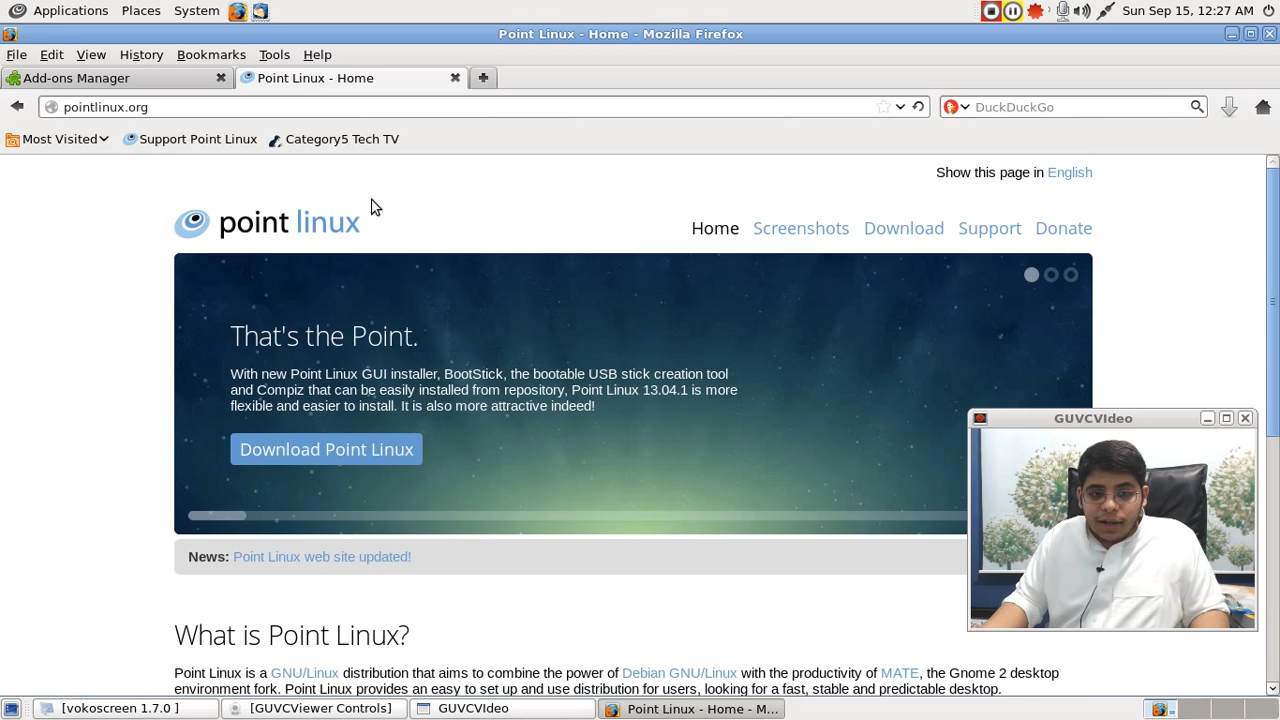 Applications Places System Sun Sep 15, 12:27 AM
Point Linux - Home - Mozilla Firefox
File Edit View History Bookmarks Tools Help
Add-ons Manager Point Linux - Home
pointlinux.org DuckDuckGo
Most Visited Support Point Linux Category5 Tech TV
Show this page in English
point linux Home Screenshots Download Support Donate
That's the Point.
With new Point Linux GUI installer, BootStick, the bootable USB stick creation tool
and Compiz that can be easily installed from repository, Point Linux 13.04.1 is more
flexible and easier to install. It is also more attractive indeed!
Download Point Linux
GUVCVIdeo
News: Point Linux web site updated!
What is Point Linux?
Point Linux is a GNU/Linux distribution that aims to combine the power of Debian GNU/Linux with the productivity of MATE, the Gnome 2 desktop
environment fork. Point Linux provides an easy to set up and use distribution for users, looking for a fast, stable and predictable desktop.
[vokoscreen 1.7.0 ] [GUVCViewer Controls] GUVCVIdeo Point Linux - Home - M...